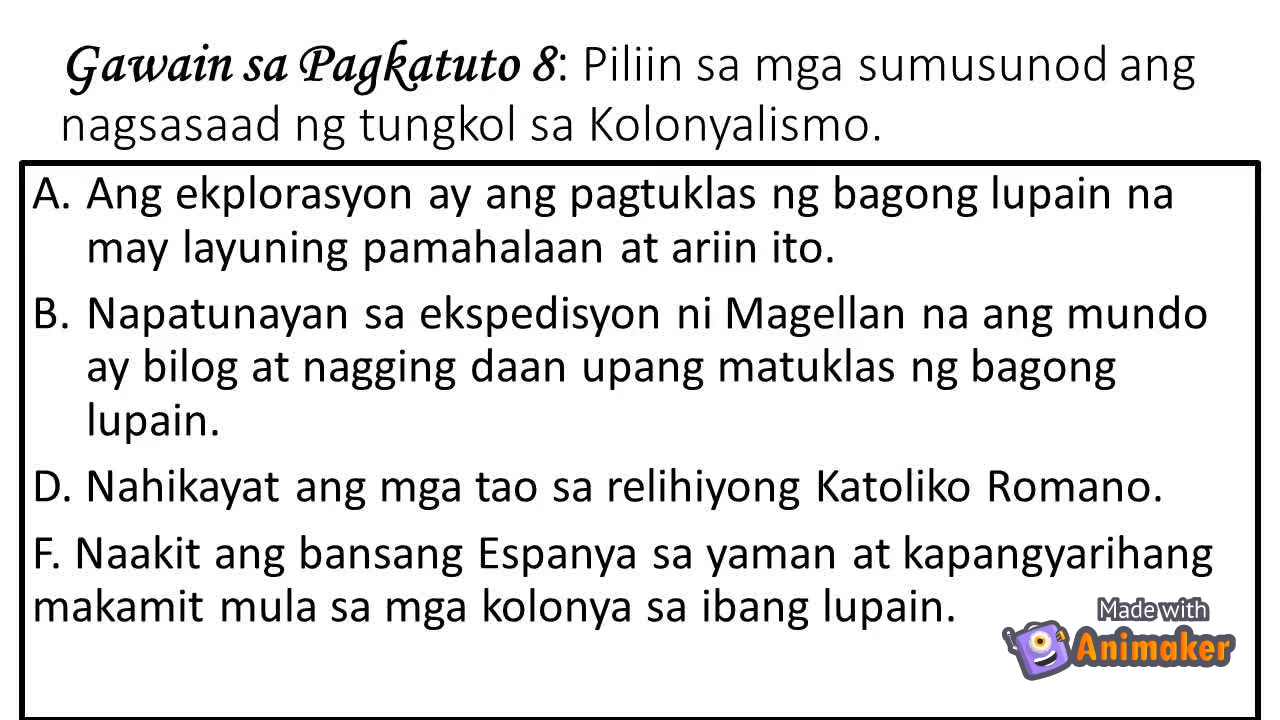 Gawain sa Pagkatuto 8: Piliin sa mga sumusunod ang
nagsasaad ng tungkol sa Kolonyalismo.
A. Ang ekplorasyon ay ang pagtuklas ng bagong lupain na
may layuning pamahalaan at ariin ito.
B. Napatunayan sa ekspedisyon ni Magellan na ang mundo
ay bilog at nagging daan upang matuklas ng bagong
lupain.
D. Nahikayat ang mga tao sa relihiyong Katoliko Romano.
F. Naakit ang bansang Espanya sa yaman at kapangyarihang
makamit mula sa mga kolonya sa ibang lupain.
Made with
Animaker